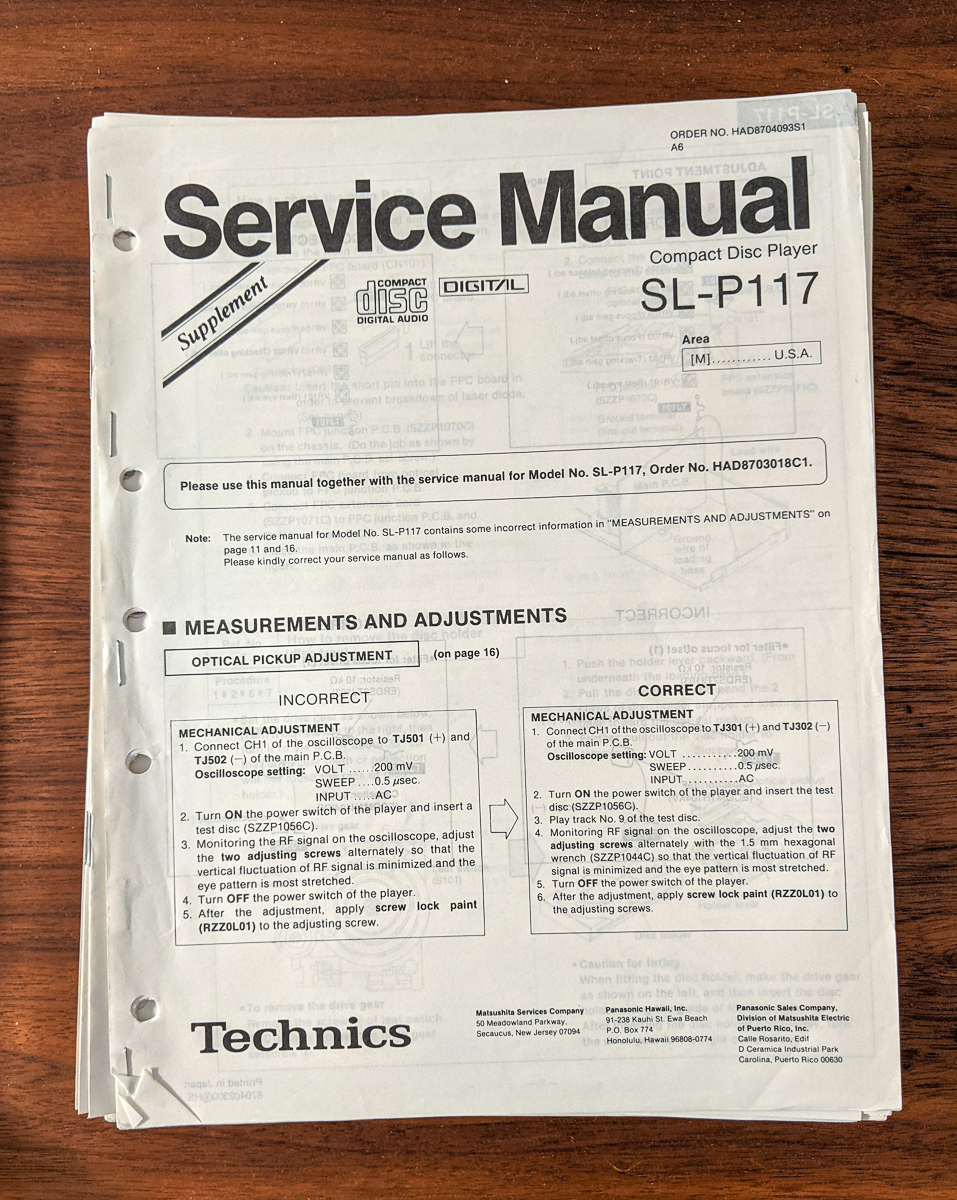 ORDER NO. HAD8704093S1
A6
Service Manual
Compact Disc Player
Supplement
COMPACT
disc
DIGITAL AUDIO
DIGITAL
SL-P117
Area
[M]............ U.S.A.
Please use this manual together with the service manual for Model No. SL-P117, Order No. HAD8703018C1.
Note: The service manual for Model No. SL-P117 contains some incorrect information in "MEASUREMENTS AND ADJUSTMENTS" on
page 11 and 16.
Please kindly correct your service manual as follows.
■ MEASUREMENTS AND ADJUSTMENTS
OPTICAL PICKUP ADJUSTMENT (on page 16)
INCORRECT
MECHANICAL ADJUSTMENT
1. Connect CH1 of the oscilloscope to TJ501 (+) and
TJ502 (−) of the main P.C.B.
Oscilloscope setting: VOLT ......200 mV
SWEEP ....0.5 μsec.
INPUT ....AC
2. Turn ON the power switch of the player and insert a
test disc (SZZP1056C).
3. Monitoring the RF signal on the oscilloscope, adjust
the two adjusting screws alternately so that the
vertical fluctuation of RF signal is minimized and the
eye pattern is most stretched.
4. Turn OFF the power switch of the player.
5. After the adjustment, apply screw lock paint
(RZZ0L01) to the adjusting screw.
CORRECT
MECHANICAL ADJUSTMENT
1. Connect CH1 of the oscilloscope to TJ301 (+) and TJ302 (−)
of the main P.C.B.
Oscilloscope setting: VOLT ...........200 mV
SWEEP .........0.5 μsec.
INPUT ..........AC
2. Turn ON the power switch of the player and insert the test
disc (SZZP1056C).
3. Play track No. 9 of the test disc.
4. Monitoring RF signal on the oscilloscope, adjust the two
adjusting screws alternately with the 1.5 mm hexagonal
wrench (SZZP1044C) so that the vertical fluctuation of RF
signal is minimized and the eye pattern is most stretched.
5. Turn OFF the power switch of the player.
6. After the adjustment, apply screw lock paint (RZZ0L01) to
the adjusting screws.
Technics
Matsushita Services Company
50 Meadowland Parkway,
Secaucus, New Jersey 07094
Panasonic Hawaii, Inc.
91-238 Kauhi St. Ewa Beach
P.O. Box 774
Honolulu, Hawaii 96808-0774
Panasonic Sales Company,
Division of Matsushita Electric
of Puerto Rico, Inc.
Calle Rosarito, Edif
D Ceramica Industrial Park
Carolina, Puerto Rico 00630